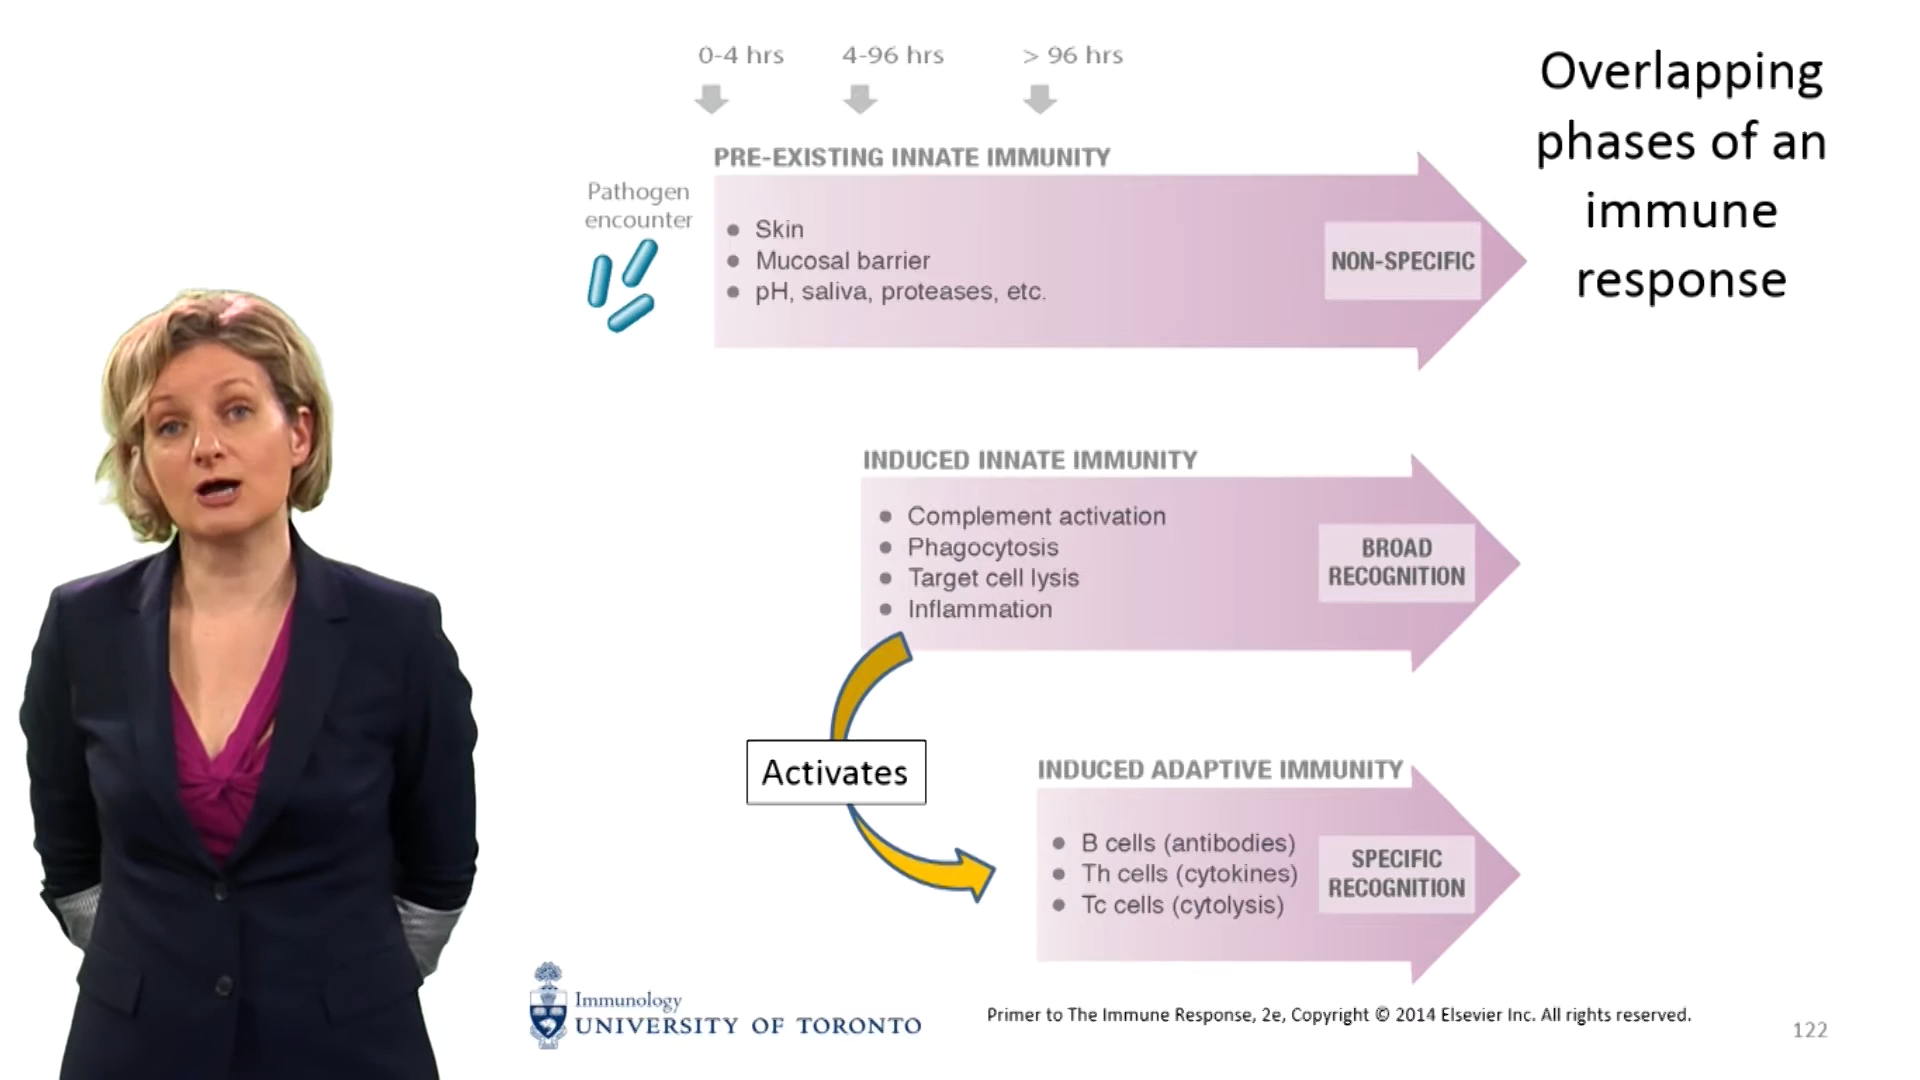 0-4 hrs
4-96 hrs
> 96 hrs
Overlapping
phases of an
immune
response
PRE-EXISTING INNATE IMMUNITY
Pathogen
encounter
• Skin
• Mucosal barrier
• pH, saliva, proteases, etc.
NON-SPECIFIC
INDUCED INNATE IMMUNITY
• Complement activation
• Phagocytosis
• Target cell lysis
• Inflammation
BROAD
RECOGNITION
Activates
INDUCED ADAPTIVE IMMUNITY
• B cells (antibodies)
• Th cells (cytokines)
• Tc cells (cytolysis)
SPECIFIC
RECOGNITION
Immunology
UNIVERSITY OF TORONTO
Primer to The Immune Response, 2e, Copyright © 2014 Elsevier Inc. All rights reserved.
122